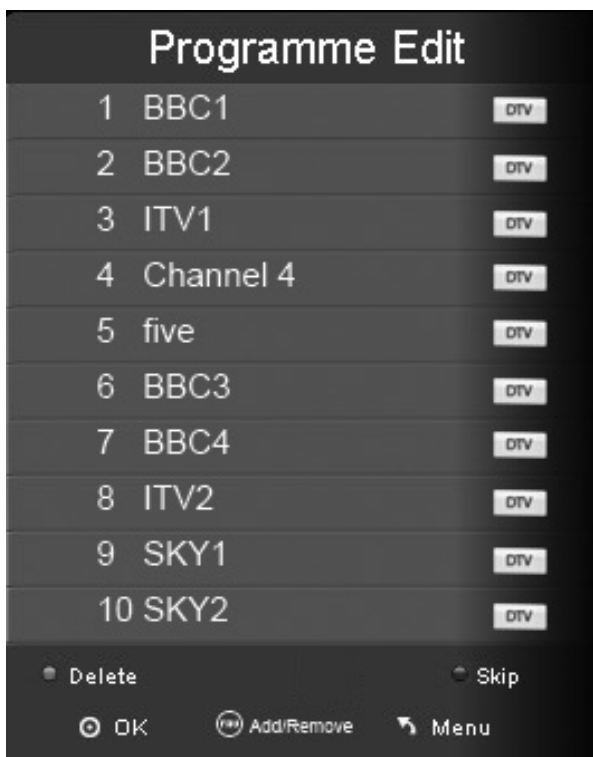 Programme Edit
1 BBC1 DTV
2 BBC2 DTV
3 ITV1 DTV
4 Channel 4 DTV
5 five DTV
6 BBC3 DTV
7 BBC4 DTV
8 ITV2 DTV
9 SKY1 DTV
10 SKY2 DTV
Delete Skip
OK Add/Remove Menu